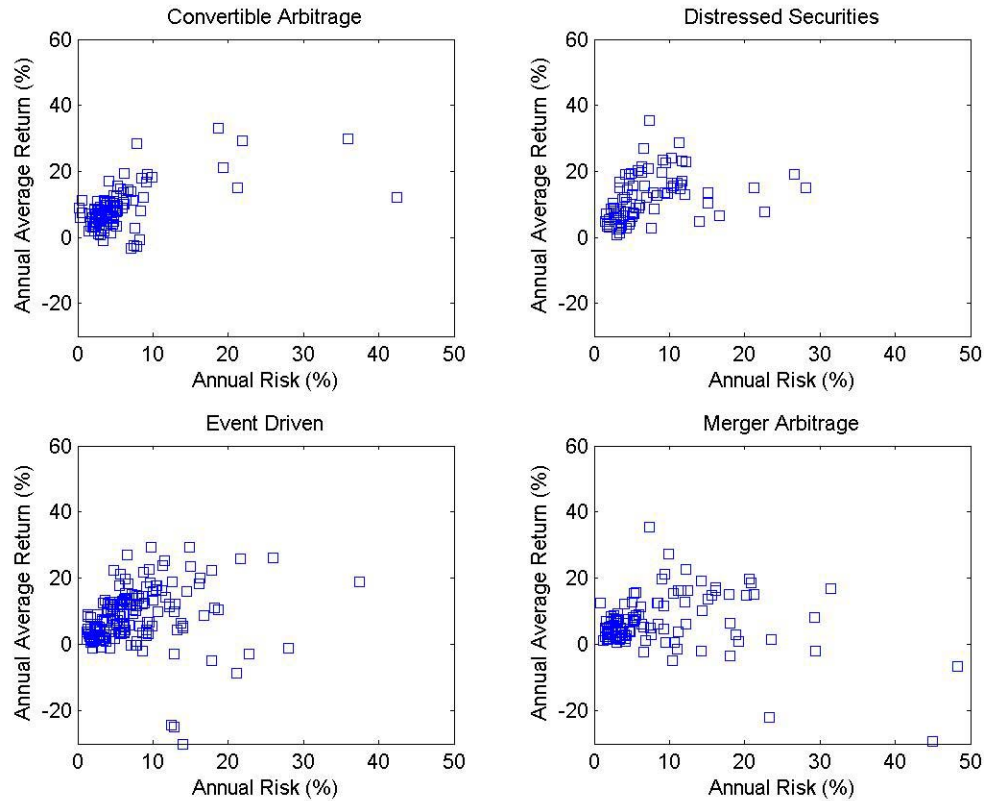 Convertible Arbitrage
60
40
20
0
-20
Annual Average Return (%)
0 10 20 30 40 50
Annual Risk (%)
Distressed Securities
60
40
20
0
-20
Annual Average Return (%)
0 10 20 30 40 50
Annual Risk (%)
Event Driven
60
40
20
0
-20
Annual Average Return (%)
0 10 20 30 40 50
Annual Risk (%)
Merger Arbitrage
60
40
20
0
-20
Annual Average Return (%)
0 10 20 30 40 50
Annual Risk (%)